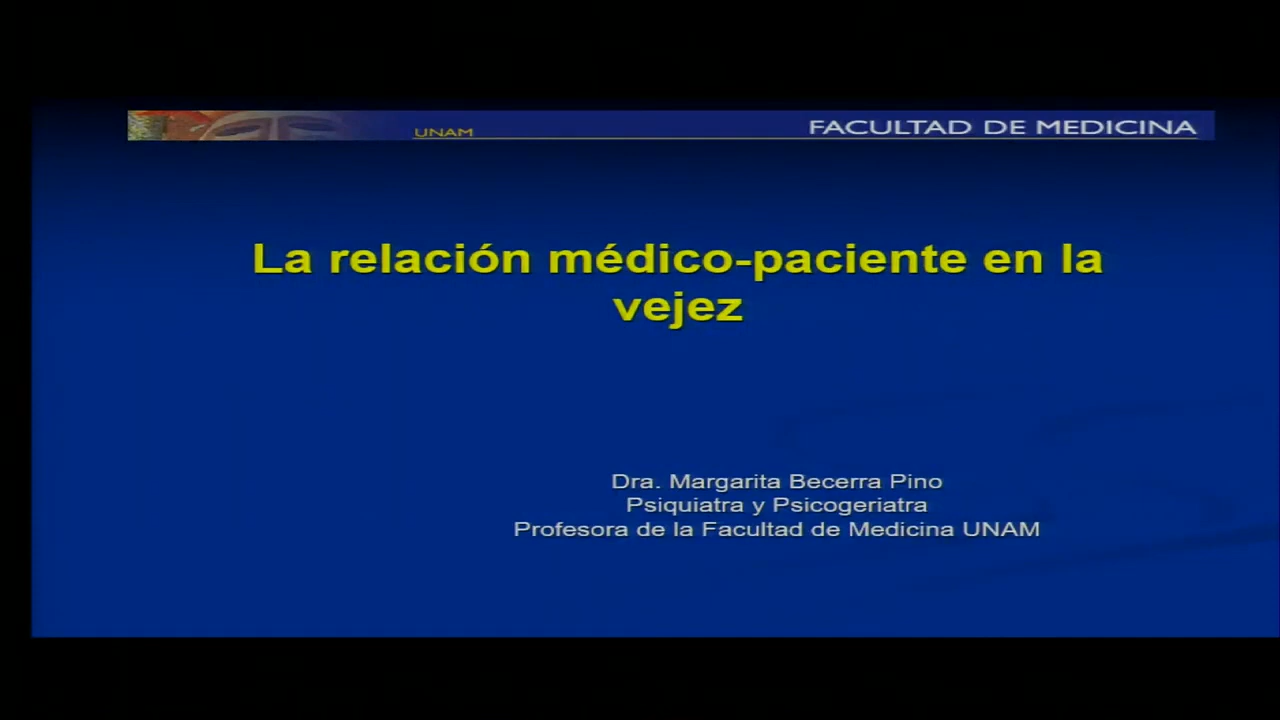 UNAM
FACULTAD DE MEDICINA
La relación médico-paciente en la
vejez
Dra. Margarita Becerra Pino
Psiquiatra y Psicogeriatra
Profesora de la Facultad de Medicina UNAM